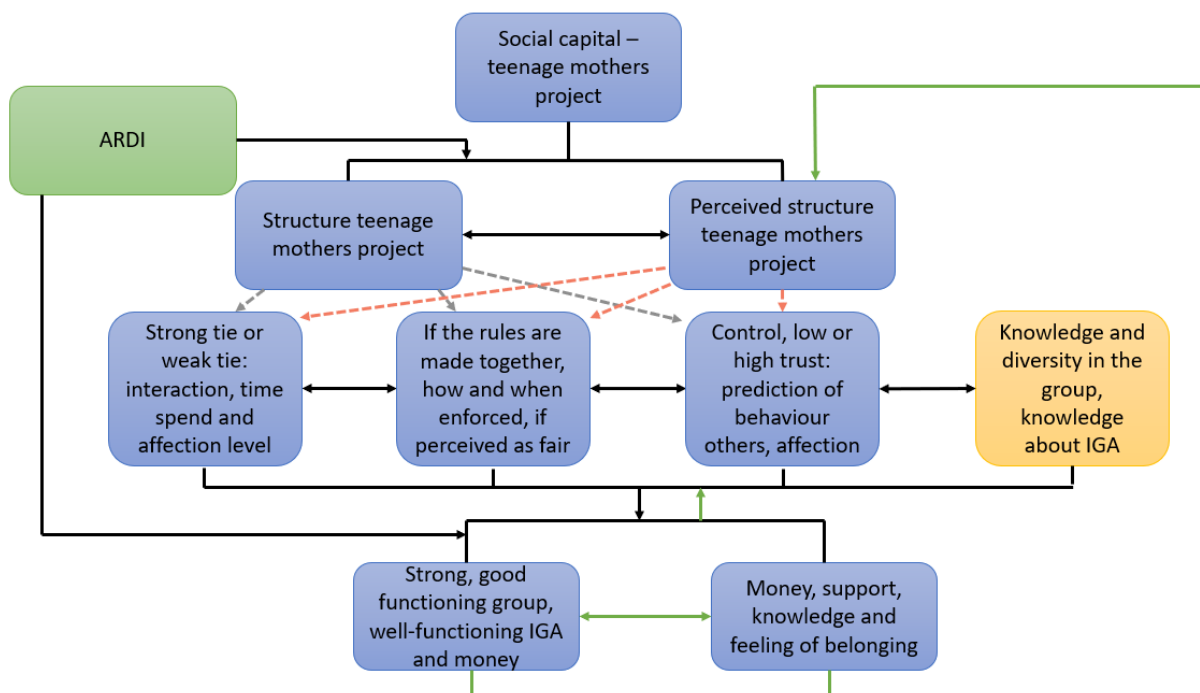 Social capital –
teenage mothers
project
ARDI
Structure teenage
mothers project
Perceived structure
teenage mothers
project
Strong tie or
weak tie:
interaction, time
spend and
affection level
If the rules are
made together,
how and when
enforced, if
perceived as fair
Control, low or
high trust:
prediction of
behaviour
others, affection
Knowledge and
diversity in the
group,
knowledge
about IGA
Strong, good
functioning group,
well-functioning IGA
and money
Money, support,
knowledge and
feeling of belonging